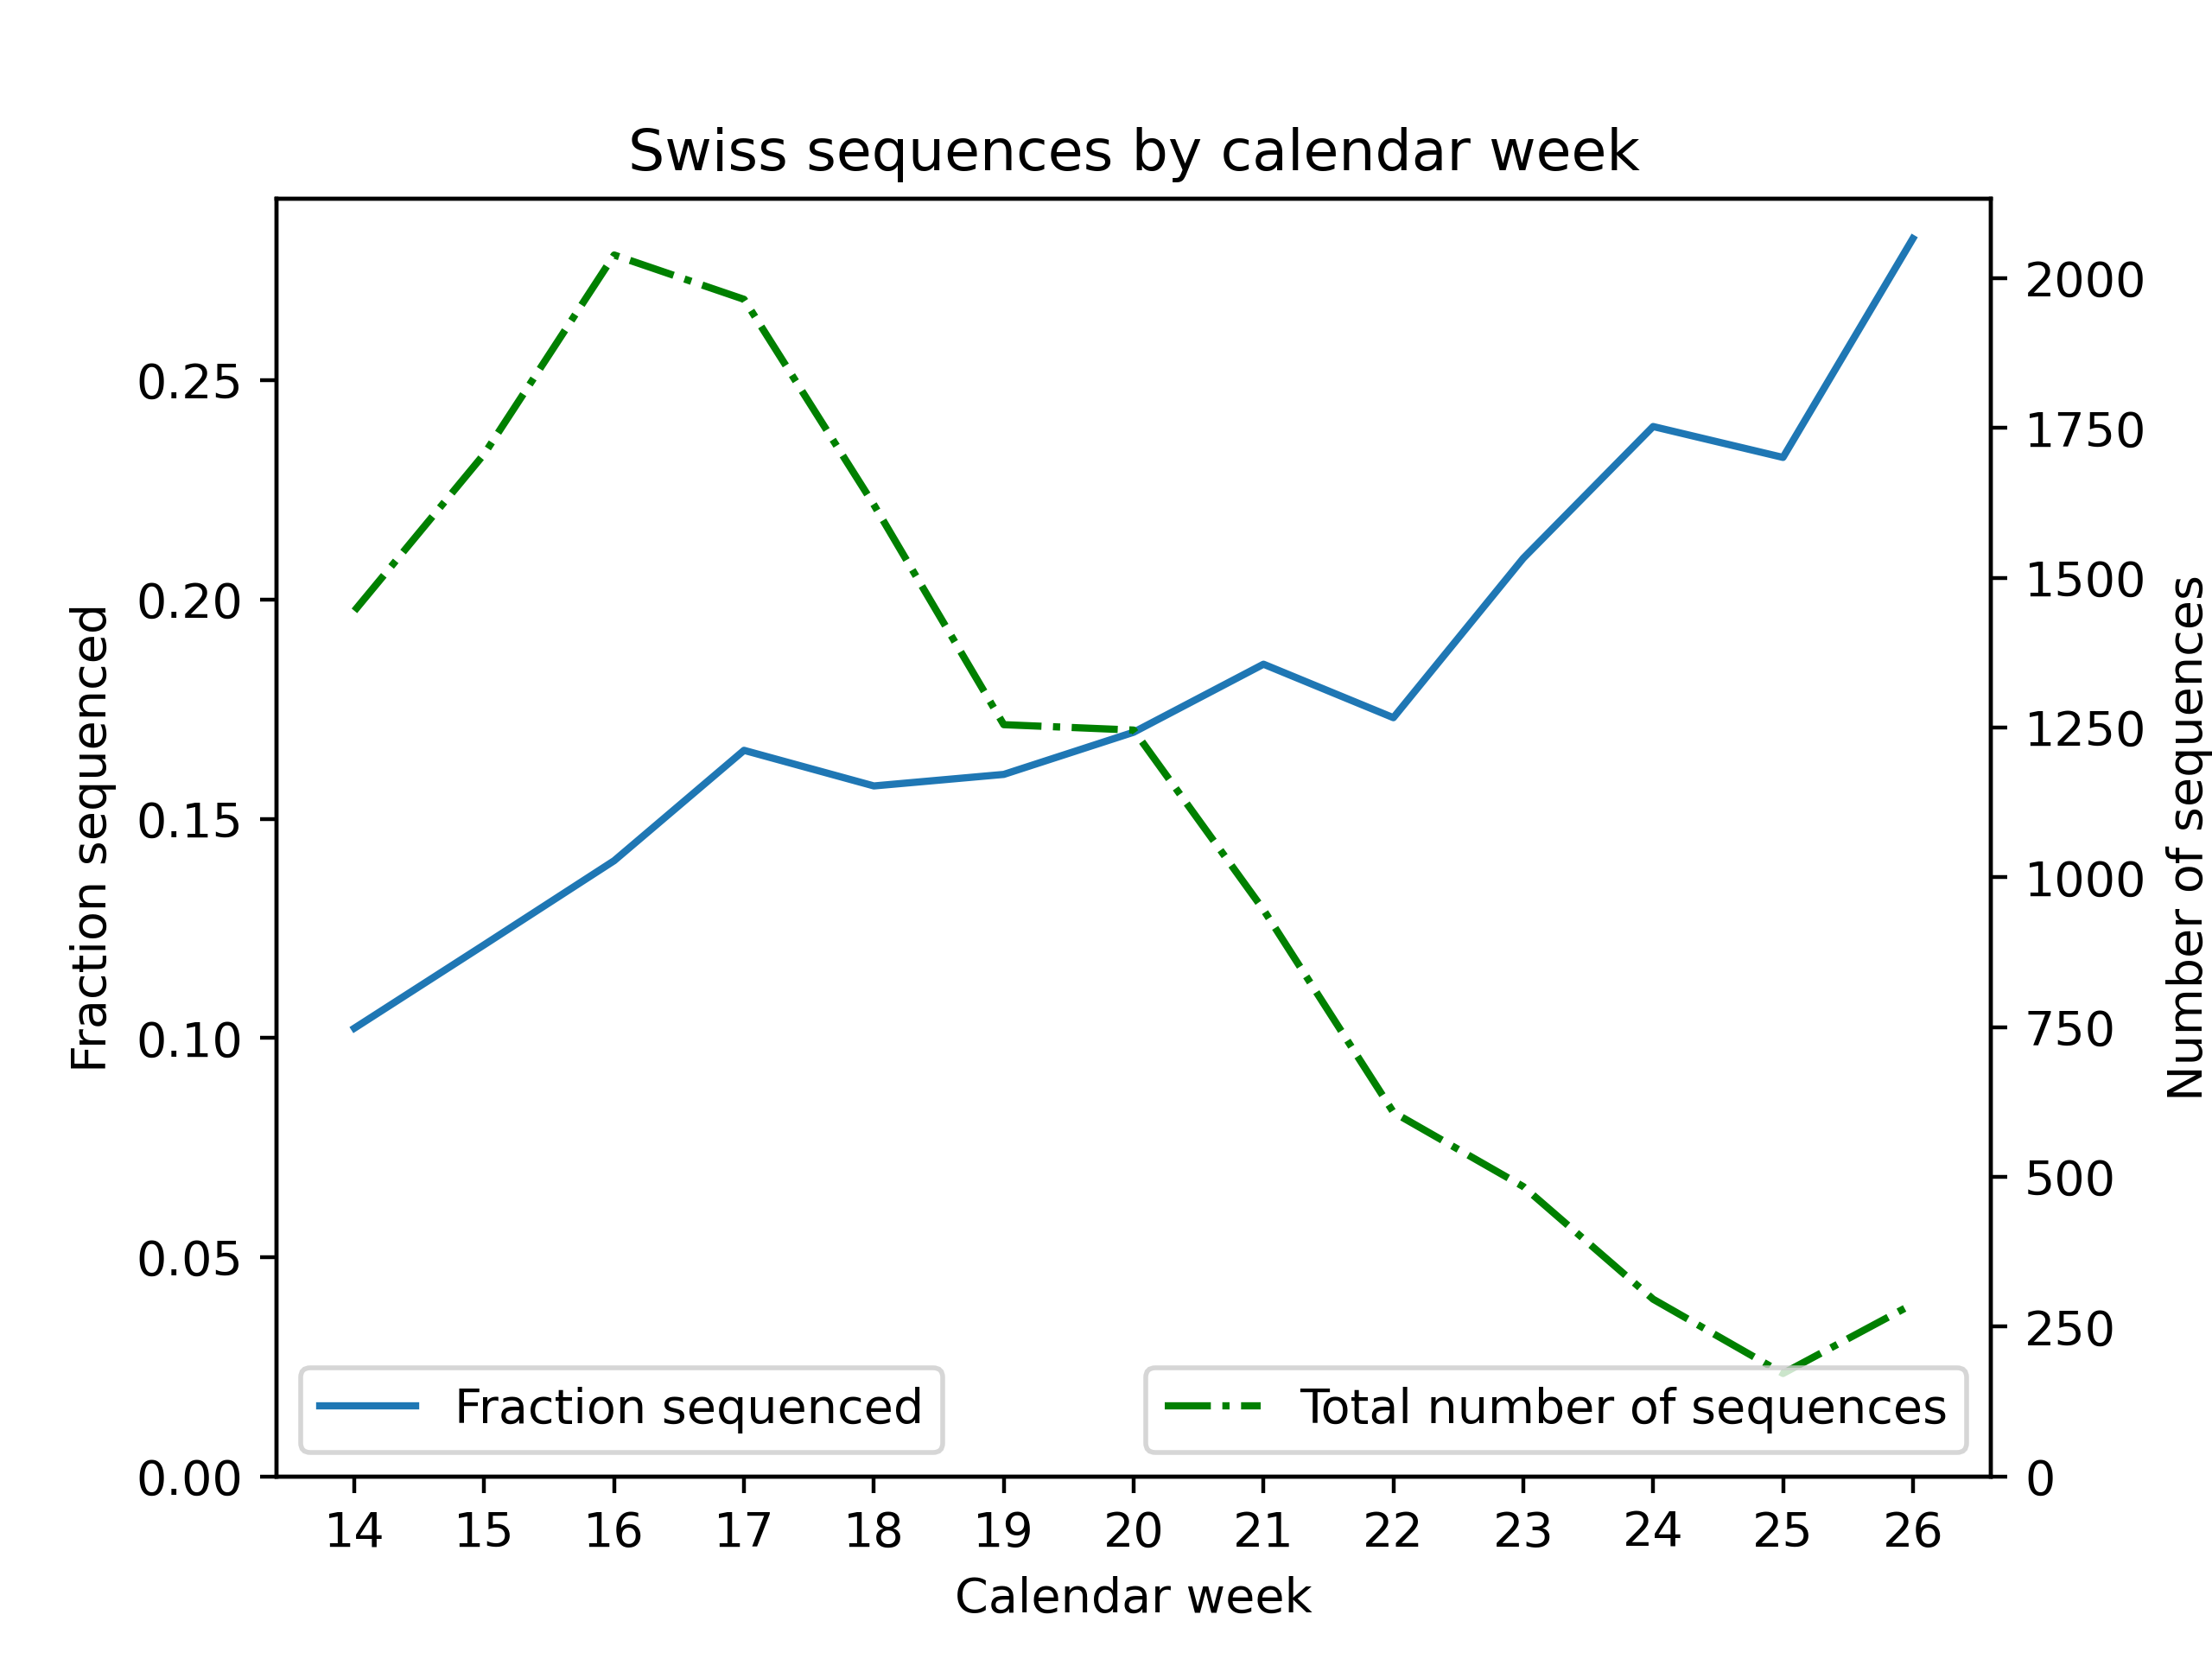 Swiss sequences by calendar week
Fraction sequenced
0.25
0.20
0.15
0.10
0.05
0.00
2000
1750
1500
1250
1000
750
500
250
0
Number of sequences
Fraction sequenced
Total number of sequences
14 15 16 17 18 19 20 21 22 23 24 25 26
Calendar week